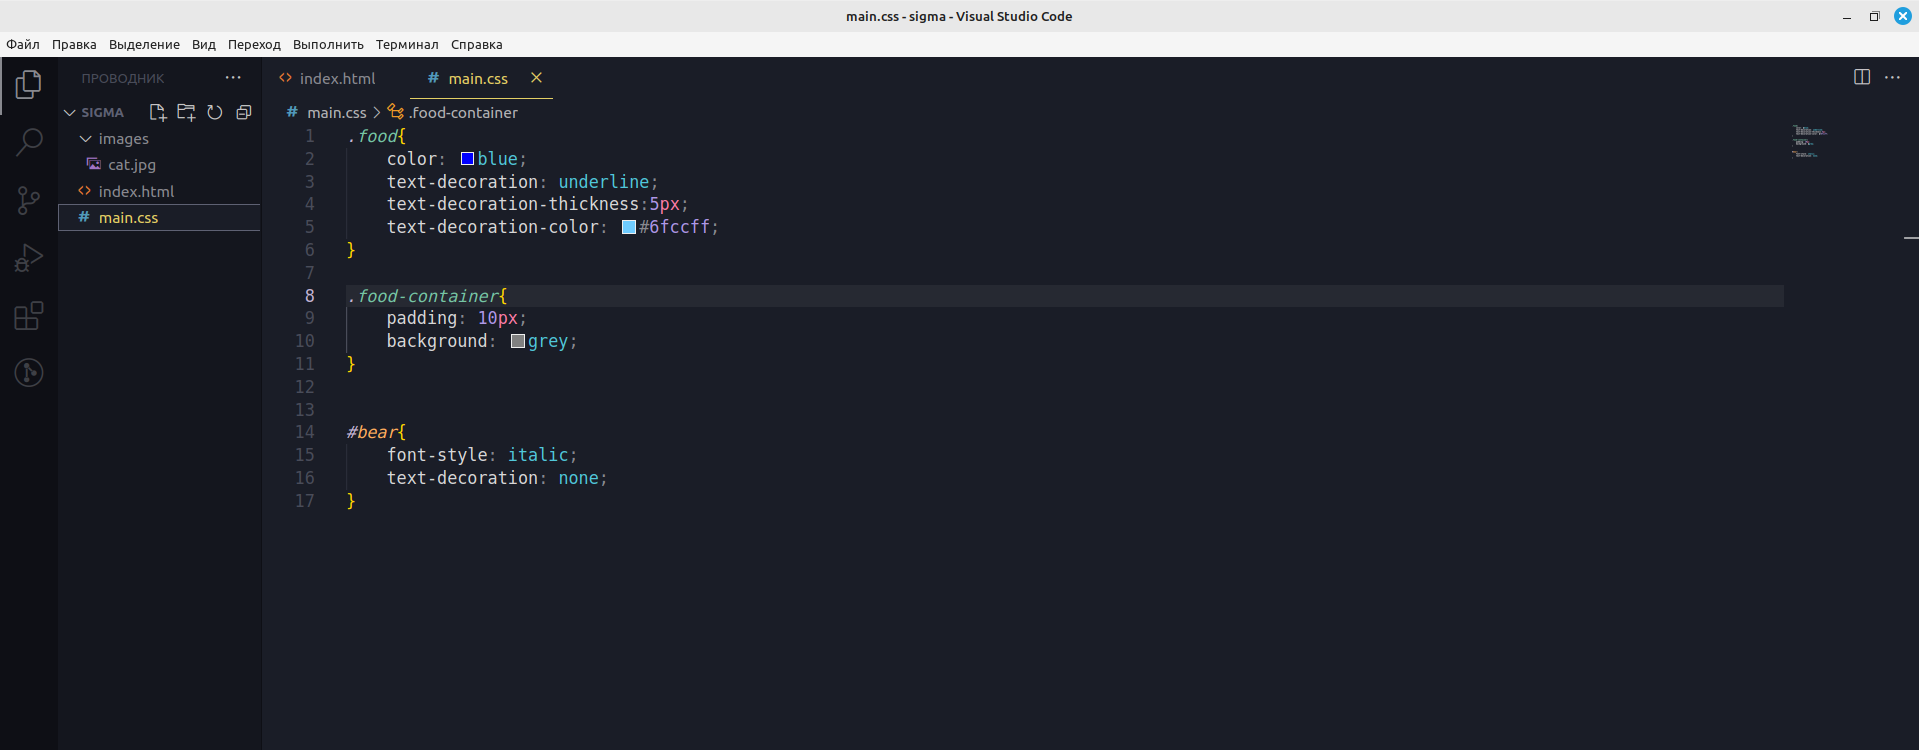 main.css - sigma - Visual Studio Code
Файл Правка Выделение Вид Переход Выполнить Терминал Справка
ПРОВОДНИК
SIGMA
images
cat.jpg
index.html
main.css
index.html
main.css
main.css > .food-container
1 .food{
2 color: blue;
3 text-decoration: underline;
4 text-decoration-thickness:5px;
5 text-decoration-color: #6fccff;
6 }
7
8 .food-container{
9 padding: 10px;
10 background: grey;
11 }
12
13
14 #bear{
15 font-style: italic;
16 text-decoration: none;
17 }